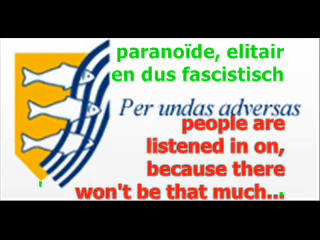 paranoïde, elitair
en dus fascistisch
Per undas adversas
people are
listened in on,
because there
won't be that much...